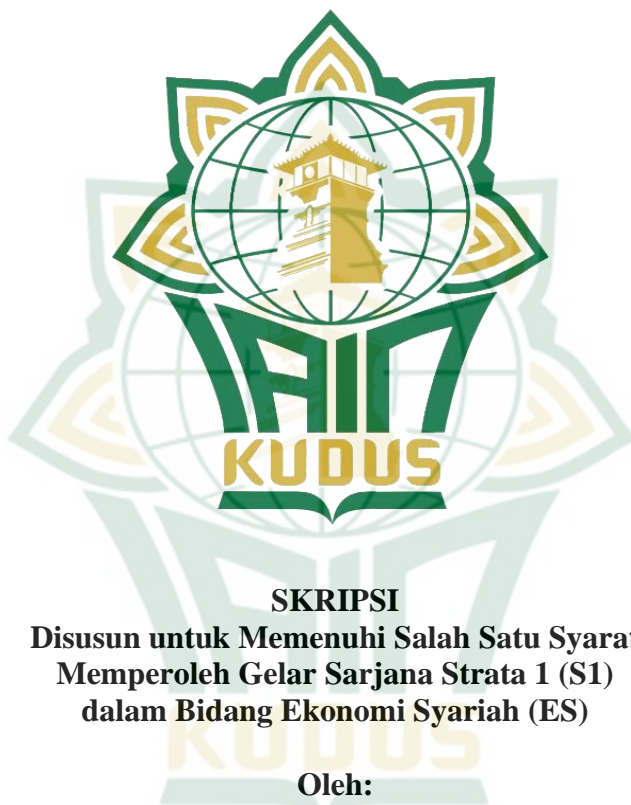 IAIN
KUDUS
SKRIPSI
Disusun untuk Memenuhi Salah Satu Syarat
Memperoleh Gelar Sarjana Strata 1 (S1)
dalam Bidang Ekonomi Syariah (ES)
Oleh: